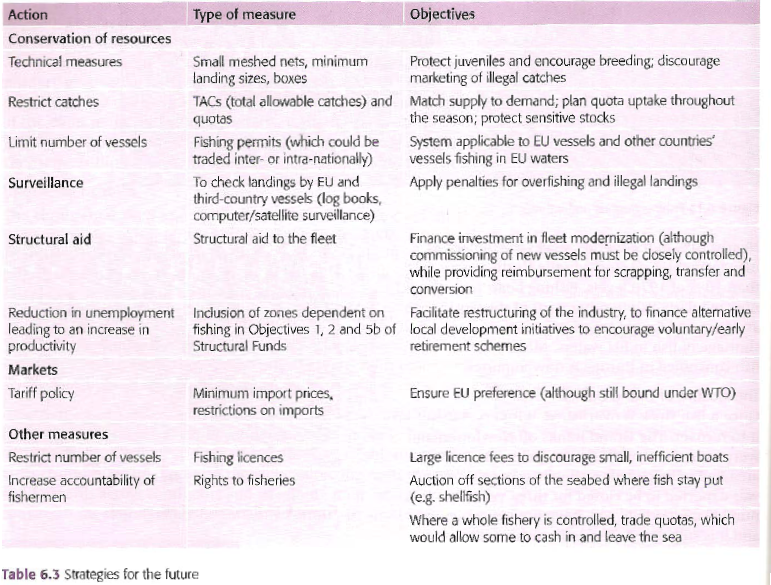 Action Type of measure Objectives
Conservation of resources
Technical measures Small meshed nets, minimum Protect juveniles and encourage breeding; discourage
landing sizes, boxes marketing of illegal catches
Restrict catches TACs (total allowable catches) and Match supply to demand; plan quota uptake throughout
quotas the season; protect sensitive stocks
Limit number of vessels Fishing permits (which could be System applicable to EU vessels and other countries'
traded inter- or intra-nationally) vessels fishing in EU waters
Surveillance To check landings by EU and Apply penalties for overfishing and illegal landings
third-country vessels (log books,
computer/satellite surveillance)
Structural aid Structural aid to the fleet Finance investment in fleet modernization (although
commissioning of new vessels must be closely controlled),
while providing reimbursement for scrapping, transfer and
conversion
Reduction in unemployment Inclusion of zones dependent on Facilitate restructuring of the industry, to finance alternative
leading to an increase in fishing in Objectives 1, 2 and 5b of local development initiatives to encourage voluntary/early
productivity Structural Funds retirement schemes
Markets
Tariff policy Minimum import prices, Ensure EU preference (although still bound under WTO)
restrictions on imports
Other measures
Restrict number of vessels Fishing licences Large licence fees to discourage small, inefficient boats
Increase accountability of Rights to fisheries Auction off sections of the seabed where fish stay put
fishermen (e.g. shellfish)
Where a whole fishery is controlled, trade quotas, which
would allow some to cash in and leave the sea
Table 6.3 Strategies for the future